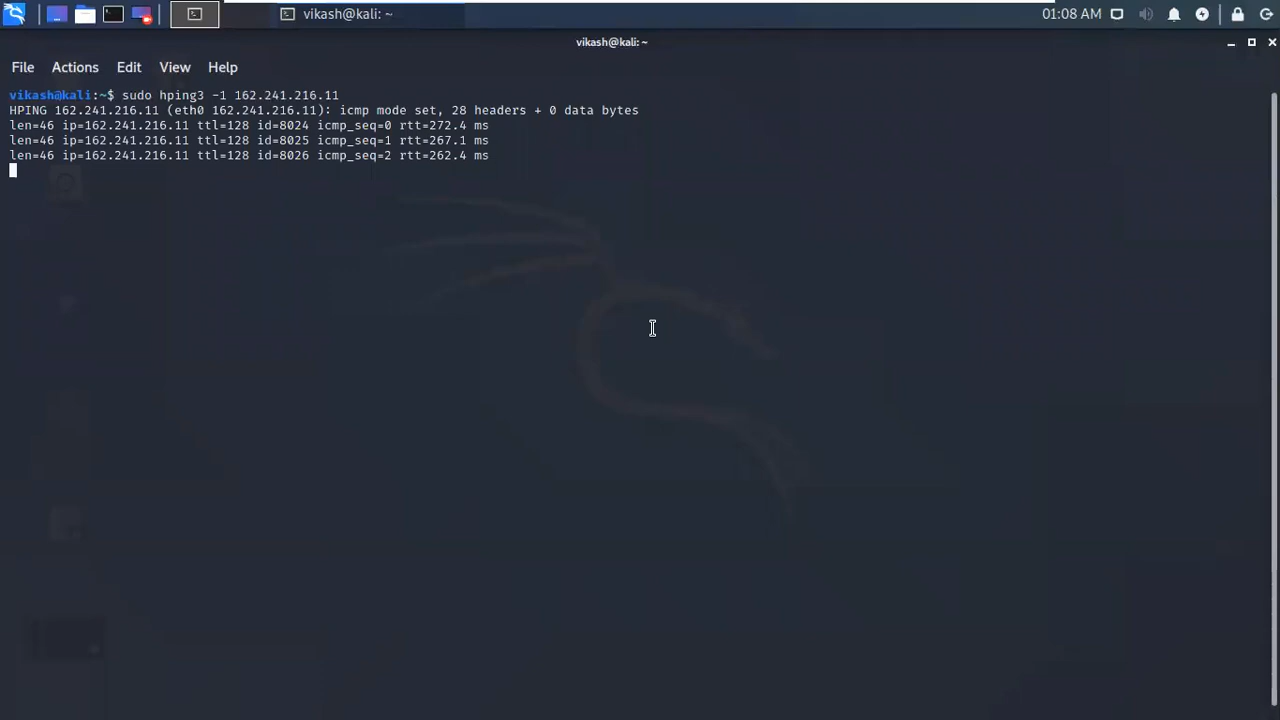 vikash@kali: ~
01:08 AM
vikash@kali: ~
File Actions Edit View Help
vikash@kali:~$ sudo hping3 -1 162.241.216.11
HPING 162.241.216.11 (eth0 162.241.216.11): icmp mode set, 28 headers + 0 data bytes
len=46 ip=162.241.216.11 ttl=128 id=8024 icmp_seq=0 rtt=272.4 ms
len=46 ip=162.241.216.11 ttl=128 id=8025 icmp_seq=1 rtt=267.1 ms
len=46 ip=162.241.216.11 ttl=128 id=8026 icmp_seq=2 rtt=262.4 ms